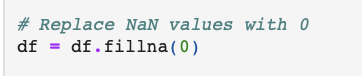 # Replace NaN values with 0
df = df.fillna(0)